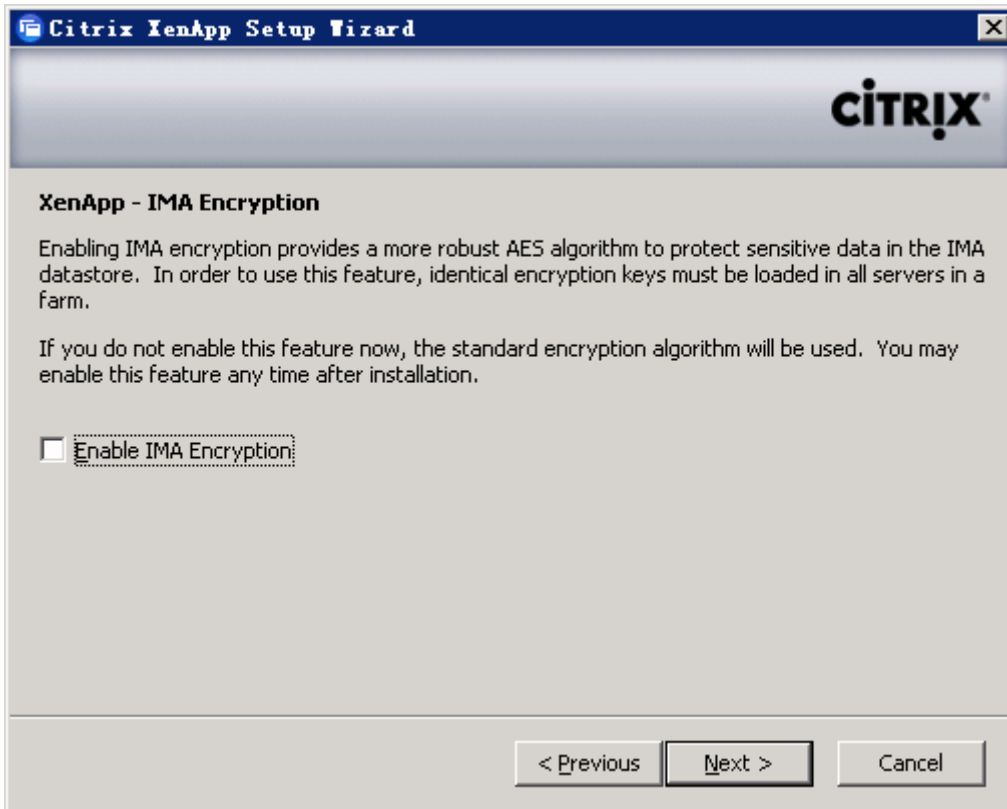 Citrix XenApp Setup Wizard
CİTRIX
XenApp - IMA Encryption
Enabling IMA encryption provides a more robust AES algorithm to protect sensitive data in the IMA
datastore.  In order to use this feature, identical encryption keys must be loaded in all servers in a
farm.
If you do not enable this feature now, the standard encryption algorithm will be used.  You may
enable this feature any time after installation.
Enable IMA Encryption
< Previous
Next >
Cancel